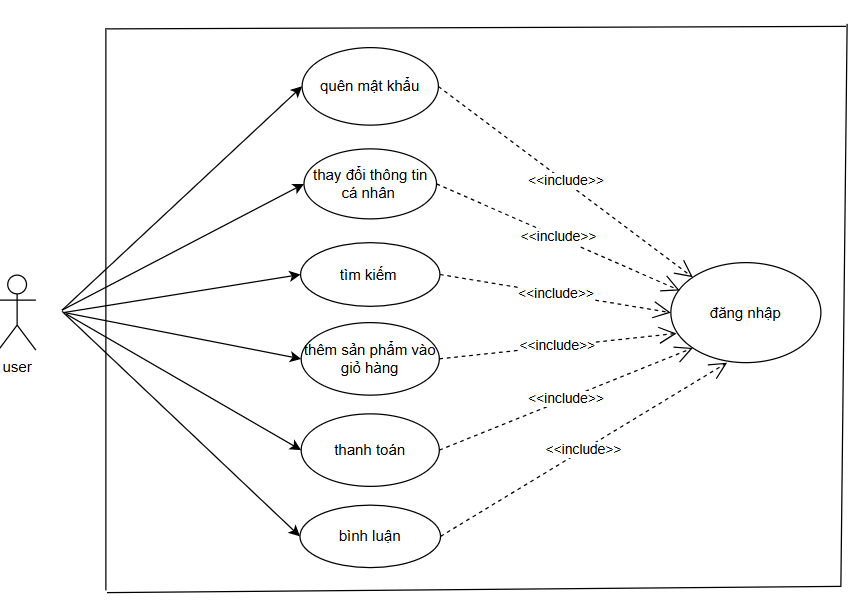 quên mật khẩu
<<include>>
thay đổi thông tin
cá nhân
<<include>>
tìm kiếm
<<include>>
đăng nhập
thêm sản phẩm vào
giỏ hàng
<<include>>
user
<<include>>
thanh toán
<<include>>
bình luận